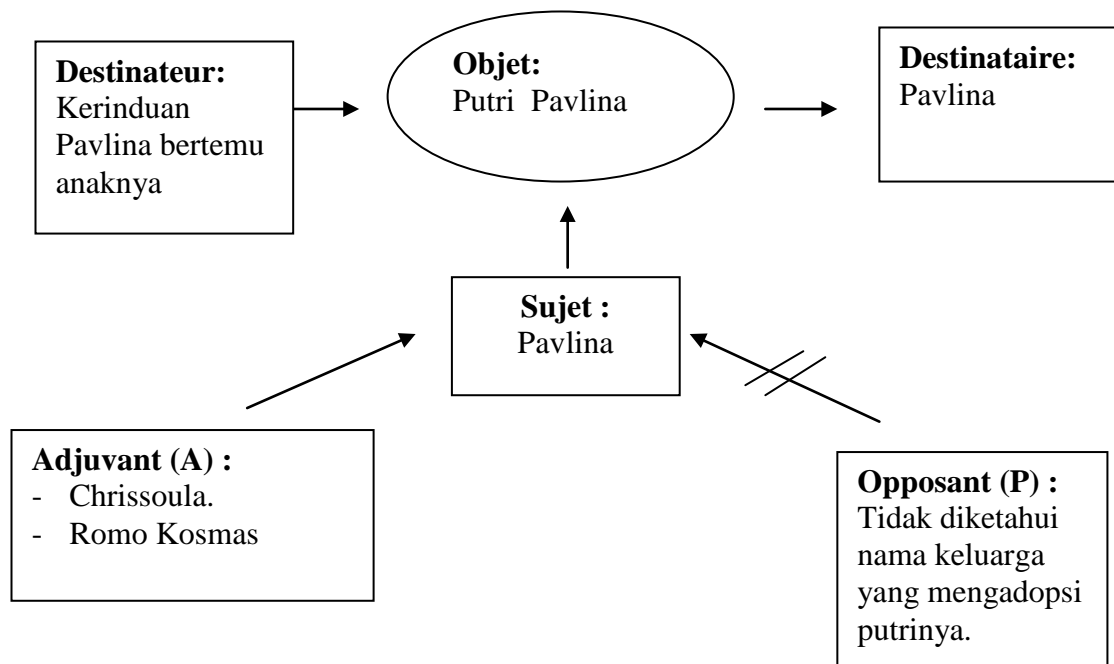 Destinateur:
Kerinduan
Pavlina bertemu
anaknya
Objet:
Putri Pavlina
Destinataire:
Pavlina
Sujet :
Pavlina
Adjuvant (A) :
- Chrissoula.
- Romo Kosmas
Opposant (P) :
Tidak diketahui
nama keluarga
yang mengadopsi
putrinya.